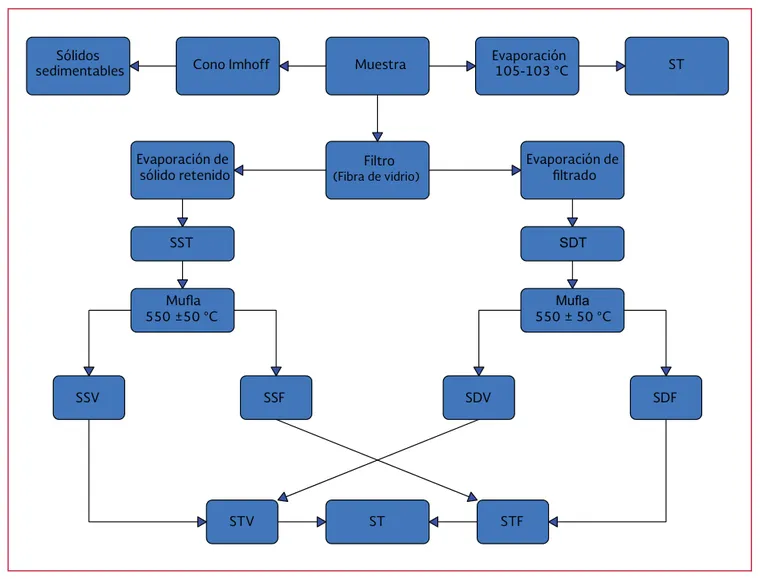 Sólidos
sedimentables
Cono Imhoff
Muestra
Evaporación
105-103 °C
ST
Evaporación de
sólido retenido
Filtro
(Fibra de vidrio)
Evaporación de
filtrado
SST
SDT
Mufla
550 ±50 °C
Mufla
550 ± 50 °C
SSV
SSF
SDV
SDF
STV
ST
STF